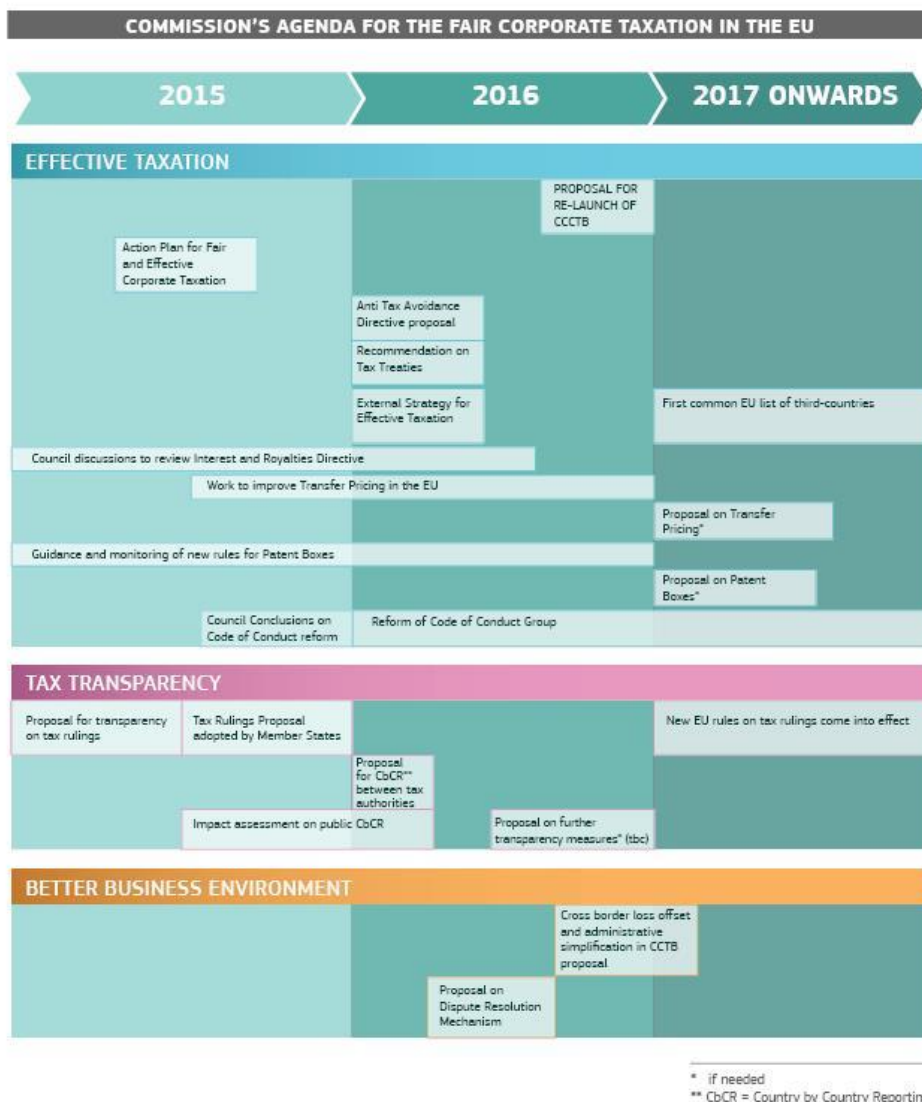 COMMISSION'S AGENDA FOR THE FAIR CORPORATE TAXATION IN THE EU
2015
2016
2017 ONWARDS
EFFECTIVE TAXATION
PROPOSAL FOR
RE-LAUNCH OF
CCCTB
Action Plan for Fair
and Effective
Corporate Taxation
Anti Tax Avoidance
Directive proposal
Recommendation on
Tax Treaties
External Strategy for
Effective Taxation
First common EU list of third-countries
Council discussions to review Interest and Royalties Directive
Work to improve Transfer Pricing in the EU
Proposal on Transfer
Pricing*
Guidance and monitoring of new rules for Patent Boxes
Proposal on Patent
Boxes*
Council Conclusions on
Code of Conduct reform
Reform of Code of Conduct Group
TAX TRANSPARENCY
Proposal for transparency
on tax rulings
Tax Rulings Proposal
adopted by Member States
New EU rules on tax rulings come into effect
Proposal
for CbCR**
between tax
authorities
Impact assessment on public CbCR
Proposal on further
transparency measures* (tbc)
BETTER BUSINESS ENVIRONMENT
Cross border loss offset
and administrative
simplification in CCTB
proposal
Proposal on
Dispute Resolution
Mechanism
* if needed
** CbCR = Country by Country Reportin